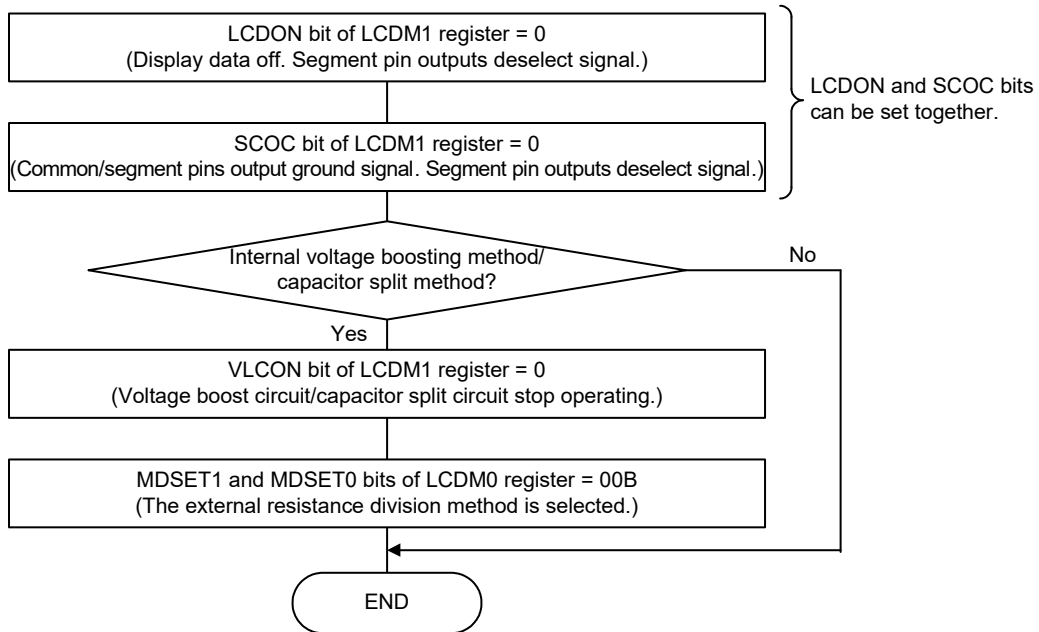 LCDON bit of LCDM1 register = 0
(Display data off. Segment pin outputs deselect signal.)
LCDON and SCOC bits
can be set together.
SCOC bit of LCDM1 register = 0
(Common/segment pins output ground signal. Segment pin outputs deselect signal.)
Internal voltage boosting method/
capacitor split method?
No
Yes
VLCON bit of LCDM1 register = 0
(Voltage boost circuit/capacitor split circuit stop operating.)
MDSET1 and MDSET0 bits of LCDM0 register = 00B
(The external resistance division method is selected.)
END